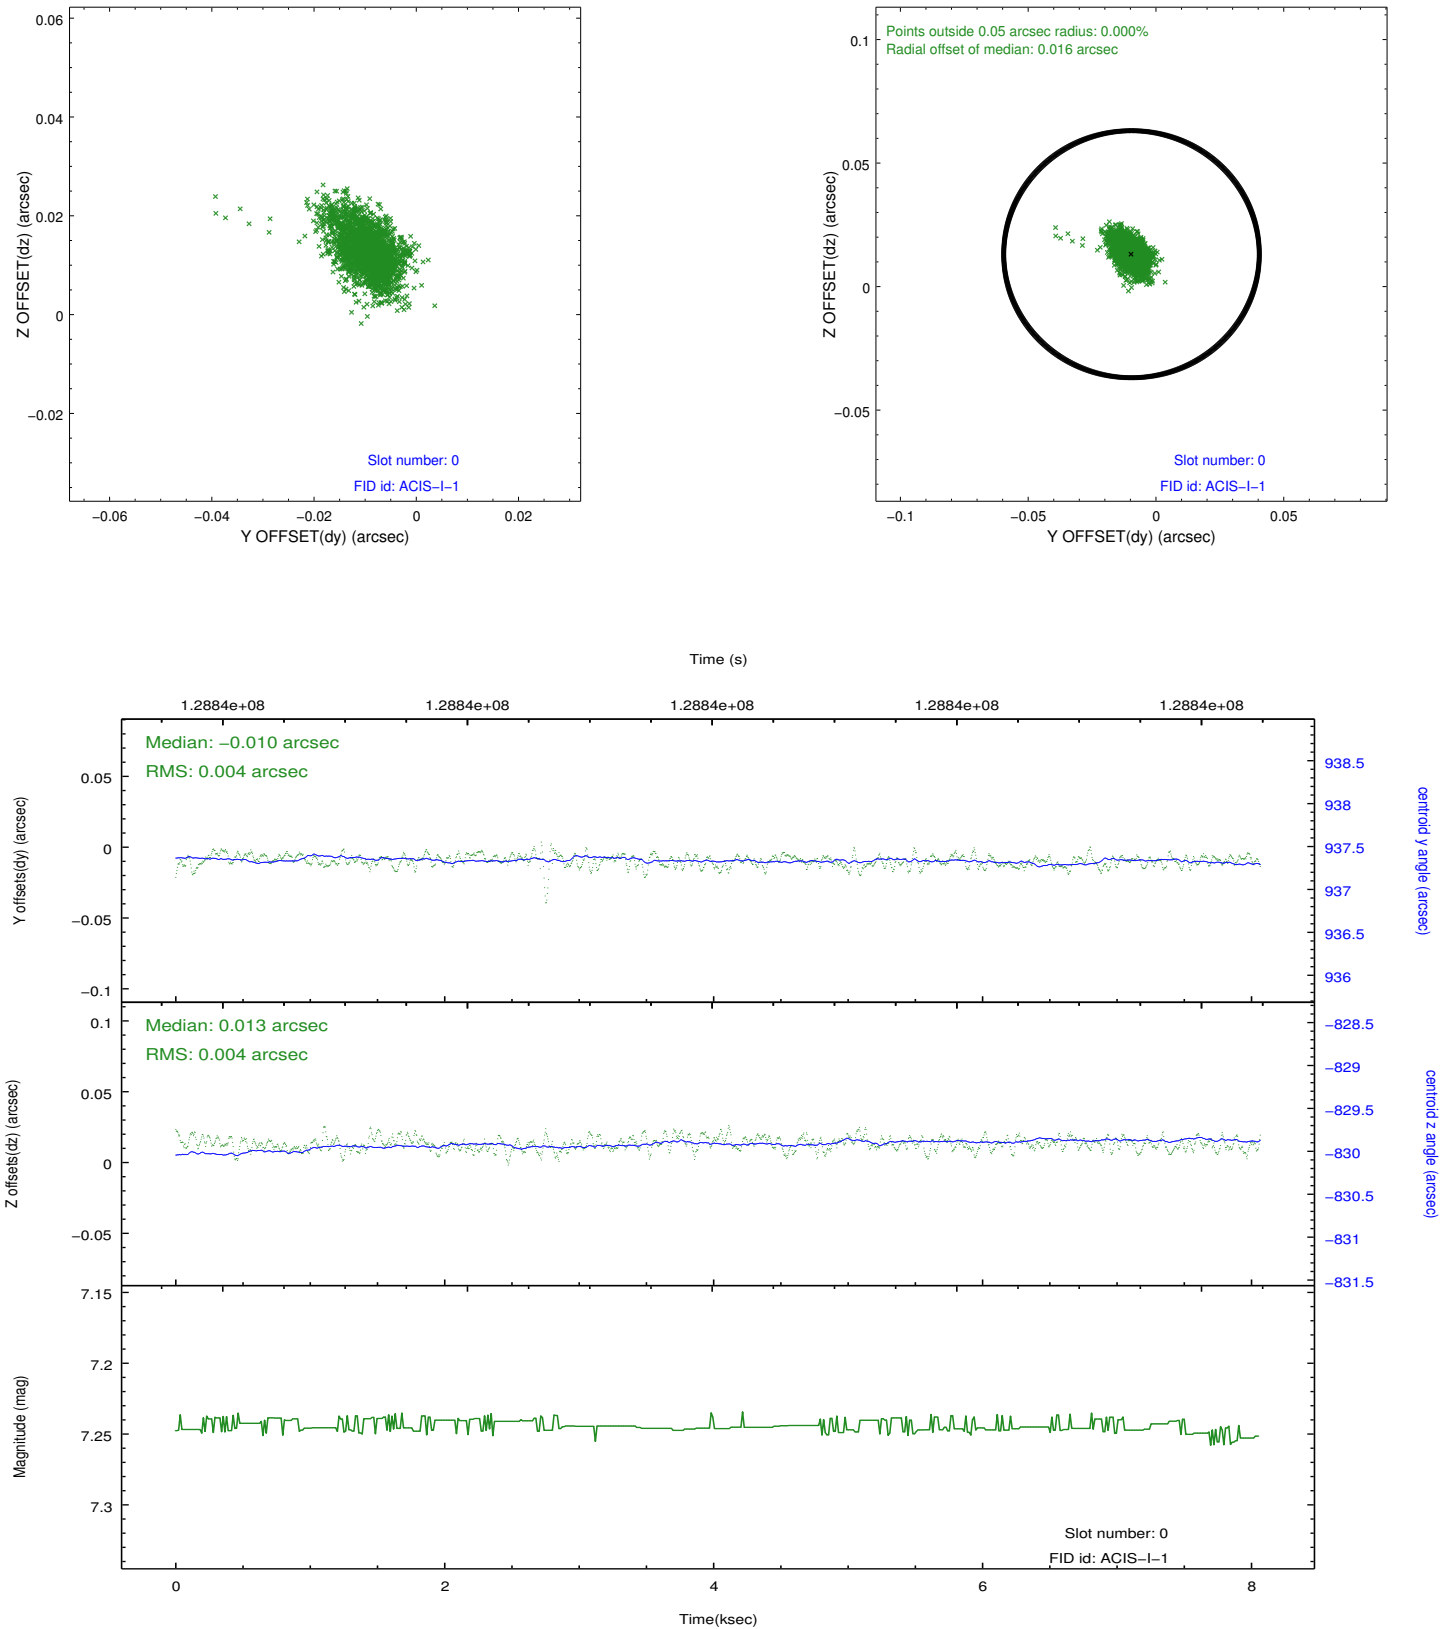 0.06
0.04
0.02
0
−0.02
Z OFFSET(dz) (arcsec)
Slot number: 0
FID id: ACIS−I−1
−0.06
−0.04
−0.02
0
0.02
Y OFFSET(dy) (arcsec)
Points outside 0.05 arcsec radius: 0.000%
Radial offset of median: 0.016 arcsec
0.1
0.05
0
−0.05
Z OFFSET(dz) (arcsec)
Slot number: 0
FID id: ACIS−I−1
−0.1
−0.05
0
0.05
Y OFFSET(dy) (arcsec)
Time (s)
1.2884e+08
1.2884e+08
1.2884e+08
1.2884e+08
1.2884e+08
Median: −0.010 arcsec
RMS: 0.004 arcsec
0.05
0
−0.05
−0.1
Y offsets(dy) (arcsec)
938.5
938
937.5
937
936.5
936
centroid y angle (arcsec)
Median: 0.013 arcsec
RMS: 0.004 arcsec
0.1
0.05
0
−0.05
Z offsets(dz) (arcsec)
−828.5
−829
−829.5
−830
−830.5
−831
−831.5
centroid z angle (arcsec)
7.15
7.2
7.25
7.3
Magnitude (mag)
Slot number: 0
FID id: ACIS−I−1
0
2
4
6
8
Time(ksec)